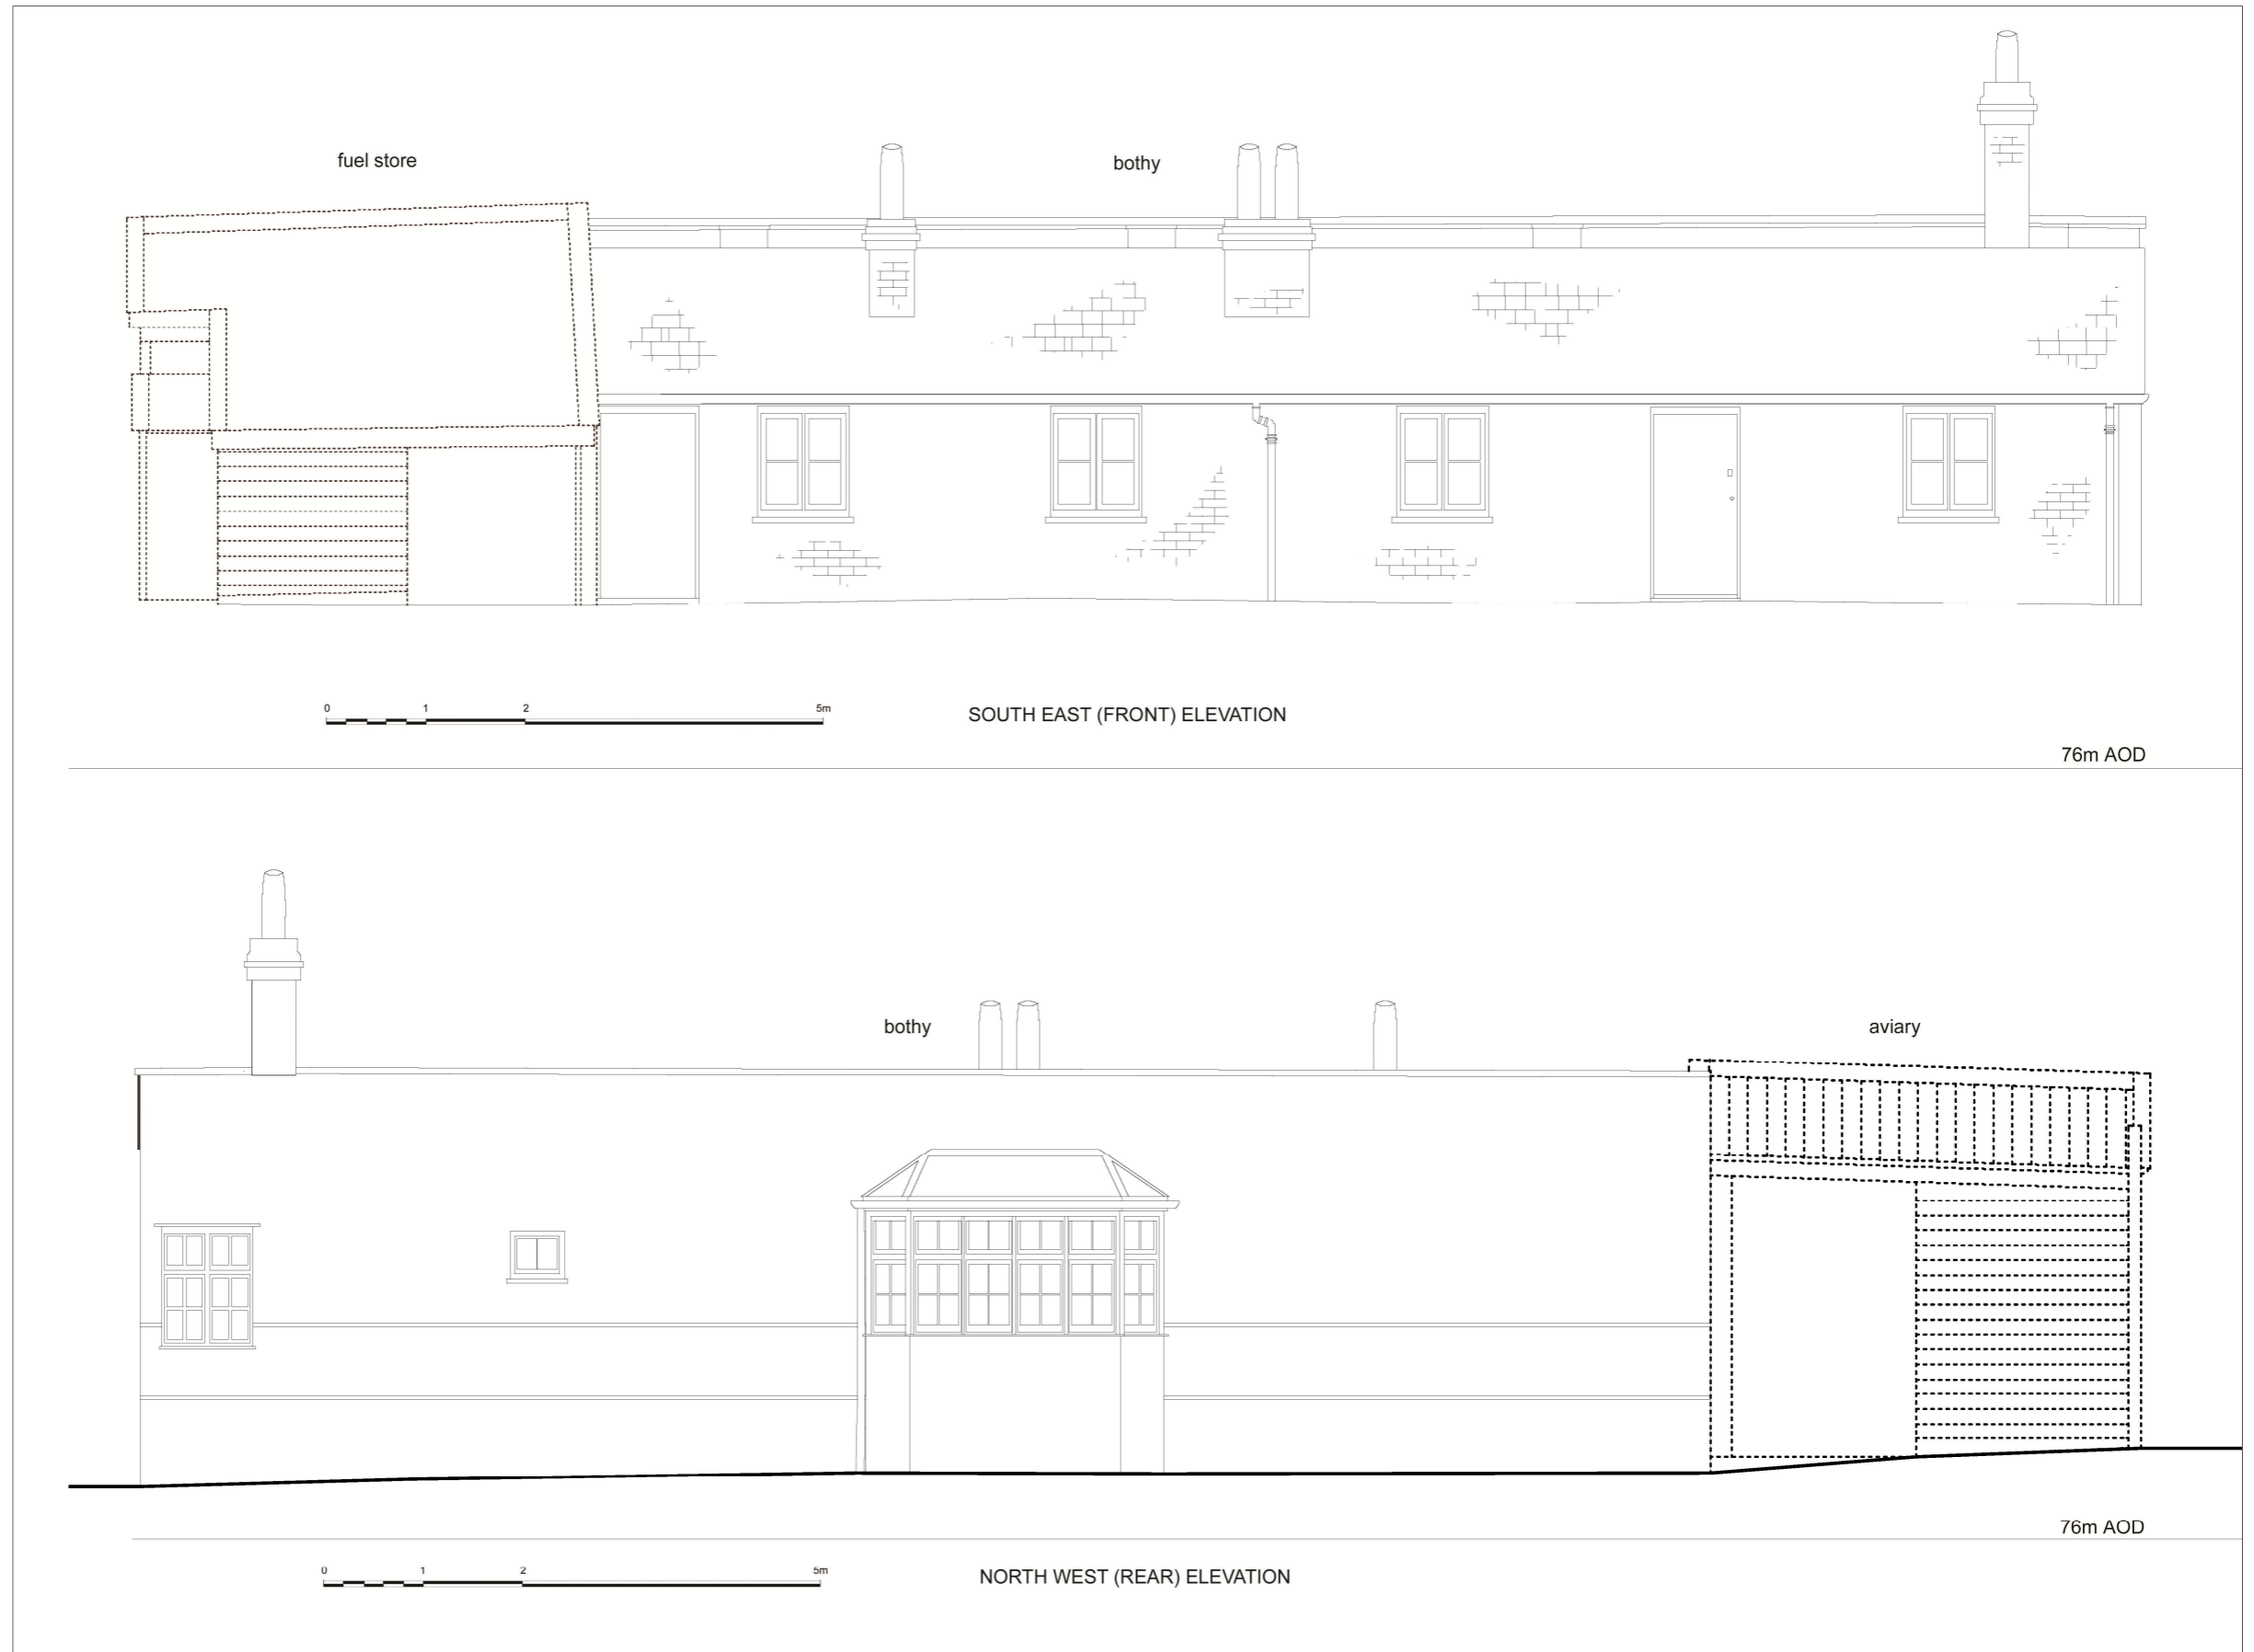 fuel store
bothy
0 1 2 5m
SOUTH EAST (FRONT) ELEVATION
76m AOD
bothy
aviary
76m AOD
0 1 2 5m
NORTH WEST (REAR) ELEVATION